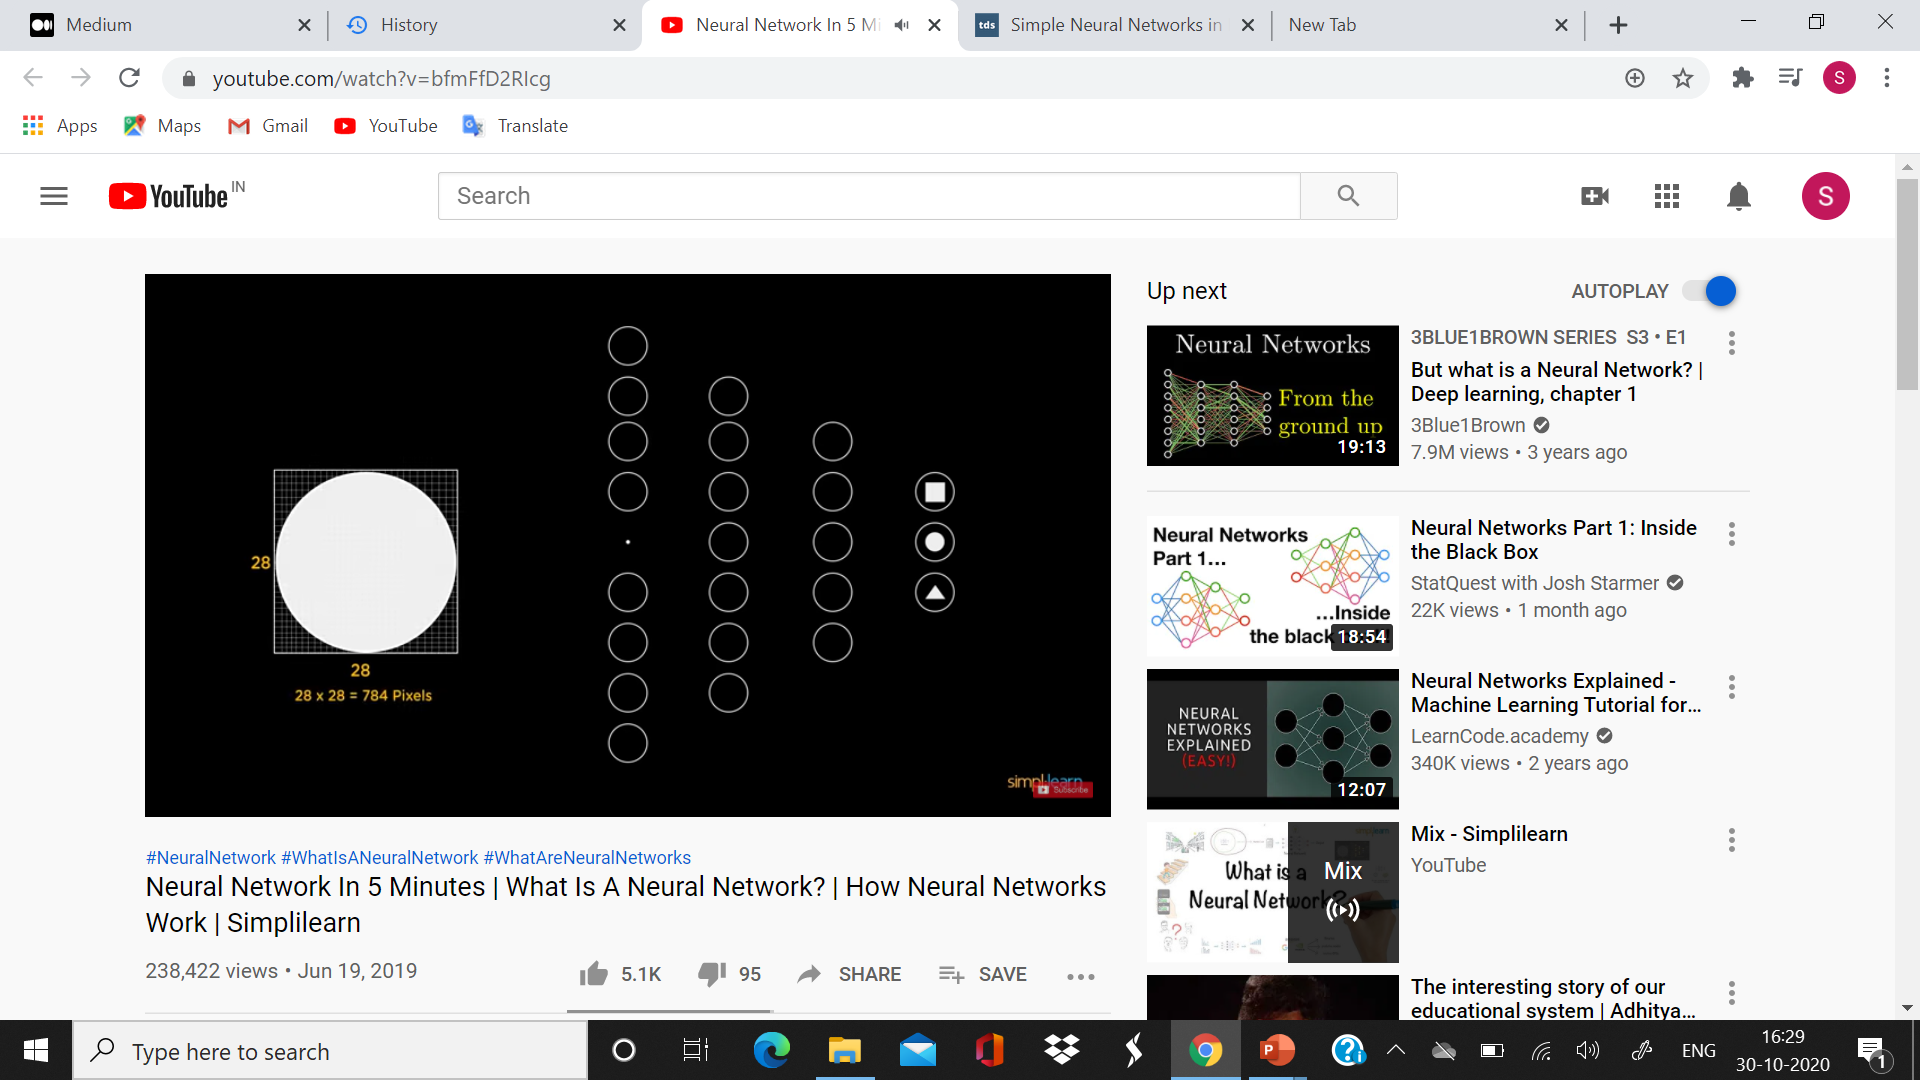 Medium
History
Neural Network In 5 Mi
tds
Simple Neural Networks in
New Tab
youtube.com/watch?v=bfmFfD2RIcg
S
Apps
Maps
Gmail
YouTube
Translate
YouTube IN
Search
S
28
28
28 x 28 = 784 Pixels
simplilearn
Subscribe
#NeuralNetwork #WhatIsANeuralNetwork #WhatAreNeuralNetworks
Neural Network In 5 Minutes | What Is A Neural Network? | How Neural Networks
Work | Simplilearn
238,422 views • Jun 19, 2019
5.1K
95
SHARE
SAVE
Up next
AUTOPLAY
Neural Networks
From the
ground up
19:13
3BLUE1BROWN SERIES S3 • E1
But what is a Neural Network? |
Deep learning, chapter 1
3Blue1Brown
7.9M views • 3 years ago
Neural Networks
Part 1...
...Inside
the black
18:54
Neural Networks Part 1: Inside
the Black Box
StatQuest with Josh Starmer
22K views • 1 month ago
NEURAL
NETWORKS
EXPLAINED
(EASY!)
12:07
Neural Networks Explained -
Machine Learning Tutorial for...
LearnCode.academy
340K views • 2 years ago
What is a
Neural Network?
Mix
Mix - Simplilearn
YouTube
The interesting story of our
educational system | Adhitya...
Type here to search
ENG
16:29
30-10-2020
1